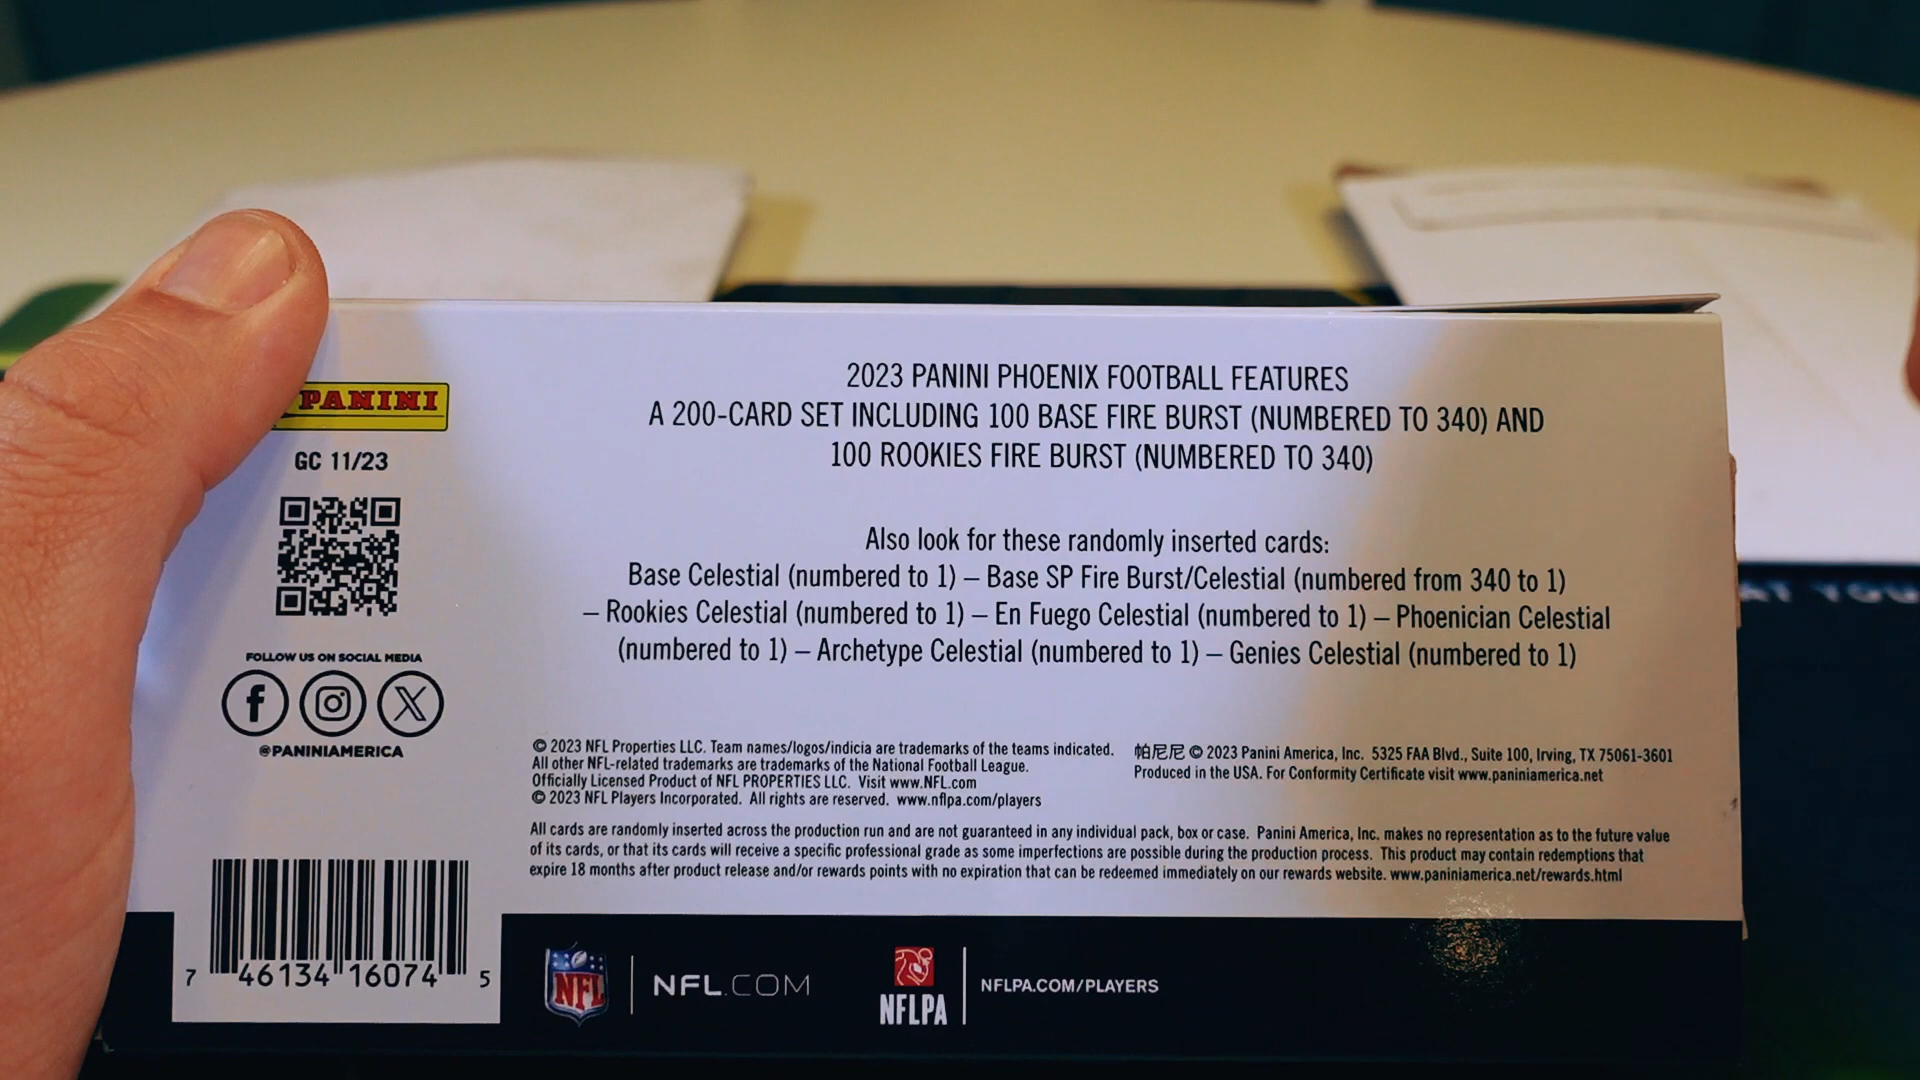 PANINI
GC 11/23
FOLLOW US ON SOCIAL MEDIA
@PANINIAMERICA
7 46134 16074 5
2023 PANINI PHOENIX FOOTBALL FEATURES
A 200-CARD SET INCLUDING 100 BASE FIRE BURST (NUMBERED TO 340) AND
100 ROOKIES FIRE BURST (NUMBERED TO 340)
Also look for these randomly inserted cards:
Base Celestial (numbered to 1) – Base SP Fire Burst/Celestial (numbered from 340 to 1)
– Rookies Celestial (numbered to 1) – En Fuego Celestial (numbered to 1) – Phoenician Celestial
(numbered to 1) – Archetype Celestial (numbered to 1) – Genies Celestial (numbered to 1)
© 2023 NFL Properties LLC. Team names/logos/indicia are trademarks of the teams indicated.
All other NFL-related trademarks are trademarks of the National Football League.
Officially Licensed Product of NFL PROPERTIES LLC. Visit www.NFL.com
© 2023 NFL Players Incorporated. All rights are reserved. www.nflpa.com/players
帕尼尼 © 2023 Panini America, Inc. 5325 FAA Blvd., Suite 100, Irving, TX 75061-3601
Produced in the USA. For Conformity Certificate visit www.paniniamerica.net
All cards are randomly inserted across the production run and are not guaranteed in any individual pack, box or case. Panini America, Inc. makes no representation as to the future value
of its cards, or that its cards will receive a specific professional grade as some imperfections are possible during the production process. This product may contain redemptions that
expire 18 months after product release and/or rewards points with no expiration that can be redeemed immediately on our rewards website. www.paniniamerica.net/rewards.html
NFL
NFL.COM
NFLPA
NFLPA.COM/PLAYERS
AT YOU